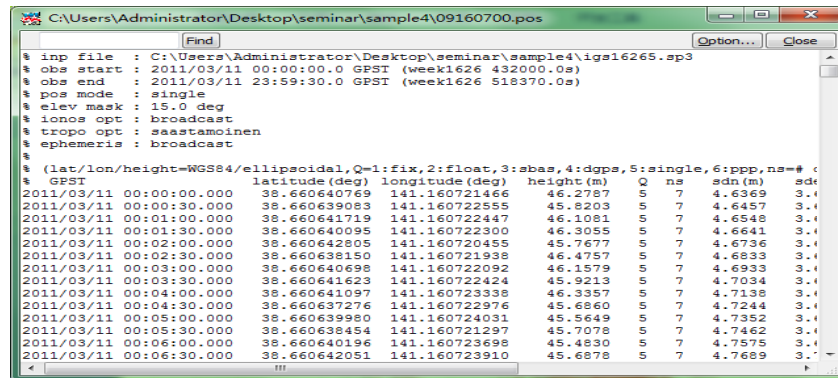 C:\Users\Administrator\Desktop\seminar\sample4\09160700.pos
Find Option... Close
% inp file : C:\Users\Administrator\Desktop\seminar\sample4\igs16265.sp3
% obs start : 2011/03/11 00:00:00.0 GPST (week1626 432000.0s)
% obs end : 2011/03/11 23:59:30.0 GPST (week1626 518370.0s)
% pos mode : single
% elev mask : 15.0 deg
% ionos opt : broadcast
% tropo opt : saastamoinen
% ephemeris : broadcast
%
% (lat/lon/height=WGS84/ellipsoidal,Q=1:fix,2:float,3:sbas,4:dgps,5:single,6:ppp,ns=#
% GPST latitude(deg) longitude(deg) height(m) Q ns sdn(m) sde
2011/03/11 00:00:00.000 38.660640769 141.160721466 46.2787 5 7 4.6369 3.
2011/03/11 00:00:30.000 38.660639083 141.160722555 45.8203 5 7 4.6457 3.
2011/03/11 00:01:00.000 38.660641719 141.160722447 46.1081 5 7 4.6548 3.
2011/03/11 00:01:30.000 38.660640095 141.160722300 46.3055 5 7 4.6641 3.
2011/03/11 00:02:00.000 38.660642805 141.160720455 45.7677 5 7 4.6736 3.
2011/03/11 00:02:30.000 38.660638150 141.160721938 46.4757 5 7 4.6833 3.
2011/03/11 00:03:00.000 38.660640698 141.160722092 46.1579 5 7 4.6933 3.
2011/03/11 00:03:30.000 38.660641623 141.160722424 45.9213 5 7 4.7034 3.
2011/03/11 00:04:00.000 38.660641097 141.160723338 46.3357 5 7 4.7138 3.
2011/03/11 00:04:30.000 38.660637276 141.160722976 45.6860 5 7 4.7244 3.
2011/03/11 00:05:00.000 38.660639980 141.160724031 45.5649 5 7 4.7352 3.
2011/03/11 00:05:30.000 38.660638454 141.160721297 45.7078 5 7 4.7462 3.
2011/03/11 00:06:00.000 38.660640196 141.160723698 45.4830 5 7 4.7575 3.
2011/03/11 00:06:30.000 38.660642051 141.160723910 45.6878 5 7 4.7689 3.